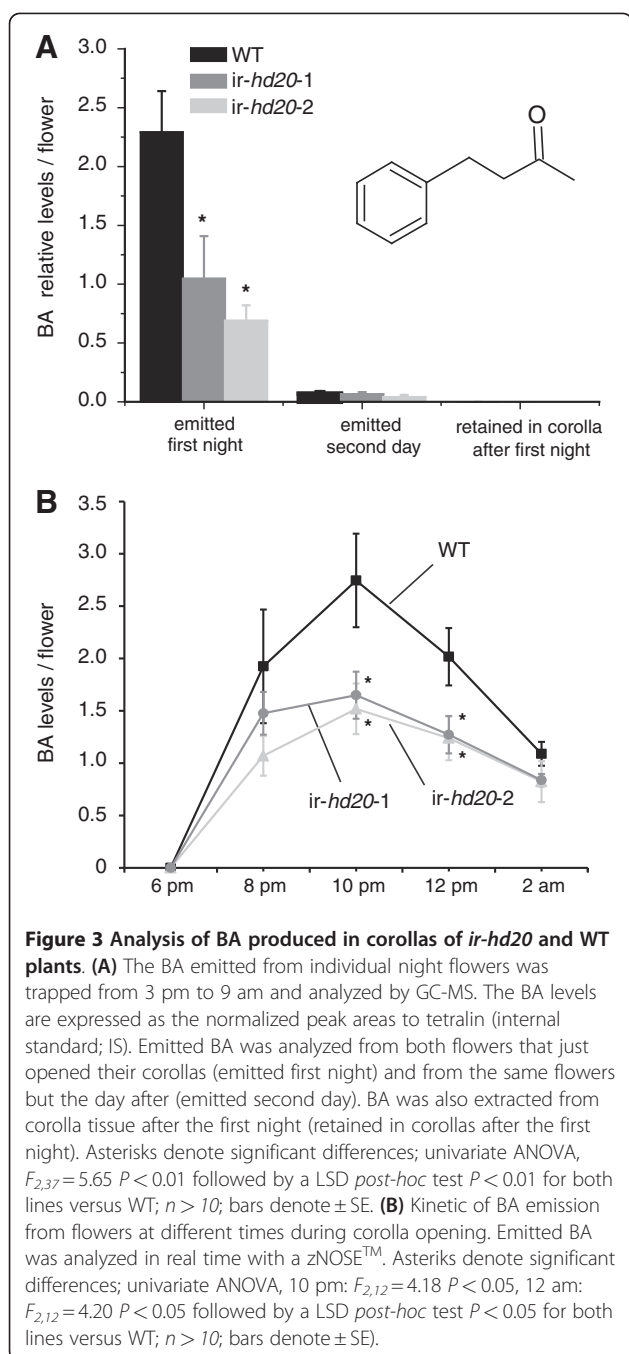 A
3.0
2.5
2.0
1.5
1.0
0.5
0.0
BA relative levels / flower
WT
ir-hd20-1
ir-hd20-2
O
*
*
emitted
first night
emitted
second day
retained in corolla
after first night
B
3.5
3.0
2.5
2.0
1.5
1.0
0.5
0
BA levels / flower
WT
*
*
*
*
ir-hd20-1
ir-hd20-2
6 pm 8 pm 10 pm 12 pm 2 am
Figure 3 Analysis of BA produced in corollas of ir-hd20 and WT
plants. (A) The BA emitted from individual night flowers was
trapped from 3 pm to 9 am and analyzed by GC-MS. The BA levels
are expressed as the normalized peak areas to tetralin (internal
standard; IS). Emitted BA was analyzed from both flowers that just
opened their corollas (emitted first night) and from the same flowers
but the day after (emitted second day). BA was also extracted from
corolla tissue after the first night (retained in corollas after the first
night). Asterisks denote significant differences; univariate ANOVA,
F2,37 = 5.65 P < 0.01 followed by a LSD post-hoc test P < 0.01 for both
lines versus WT; n > 10; bars denote ± SE. (B) Kinetic of BA emission
from flowers at different times during corolla opening. Emitted BA
was analyzed in real time with a zNOSE™. Asteriks denote significant
differences; univariate ANOVA, 10 pm: F2,12 = 4.18 P < 0.05, 12 am:
F2,12 = 4.20 P < 0.05 followed by a LSD post-hoc test P < 0.05 for both
lines versus WT; n > 10; bars denote ± SE).